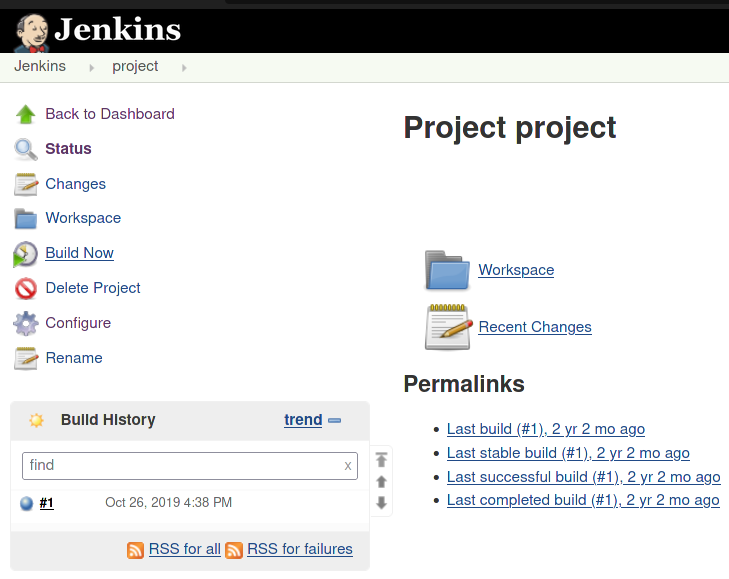 Jenkins
Jenkins project
Back to Dashboard
Status
Changes
Workspace
Build Now
Delete Project
Configure
Rename
Build History trend
find x
#1 Oct 26, 2019 4:38 PM
RSS for all RSS for failures
Project project
Workspace
Recent Changes
Permalinks
Last build (#1), 2 yr 2 mo ago
Last stable build (#1), 2 yr 2 mo ago
Last successful build (#1), 2 yr 2 mo ago
Last completed build (#1), 2 yr 2 mo ago